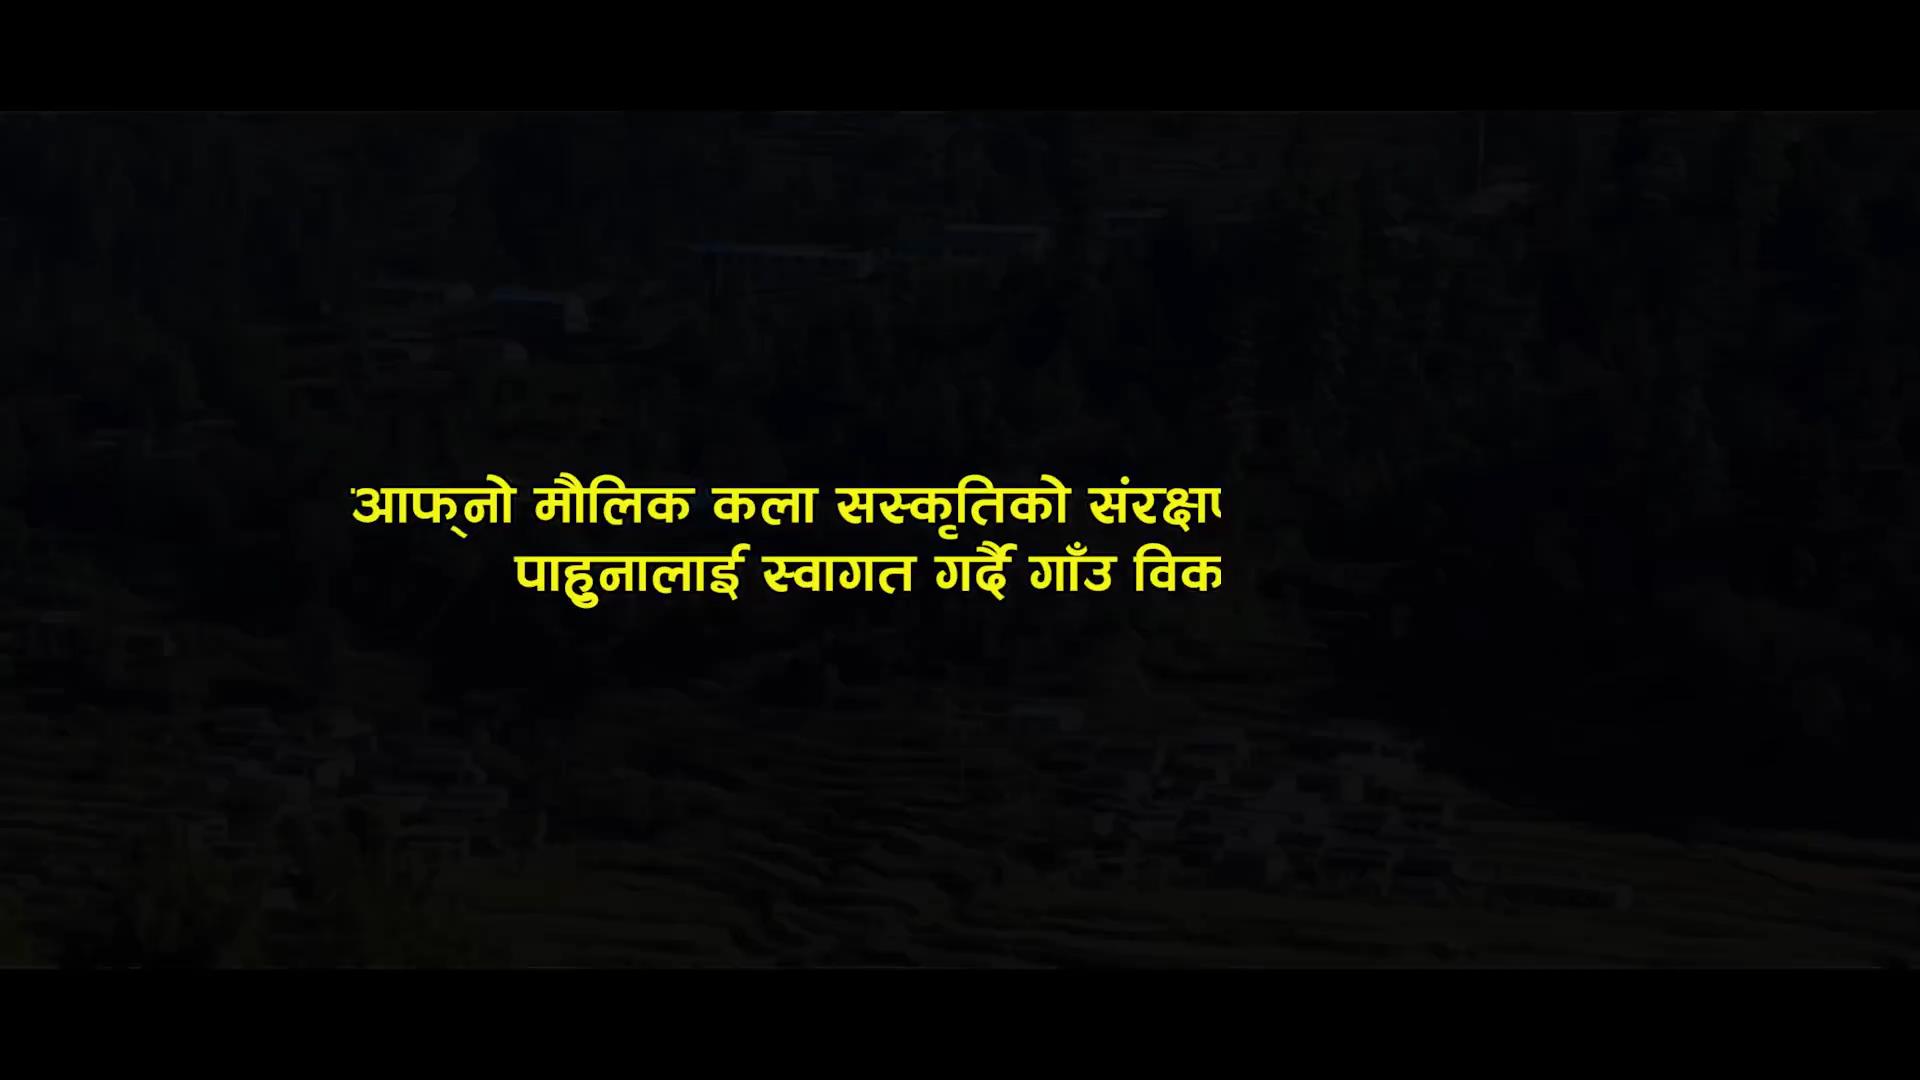 आफ्‌नो मौलिक कला सस्कृतिको
पाहुनालाई स्वागत गर्दै गाँउ